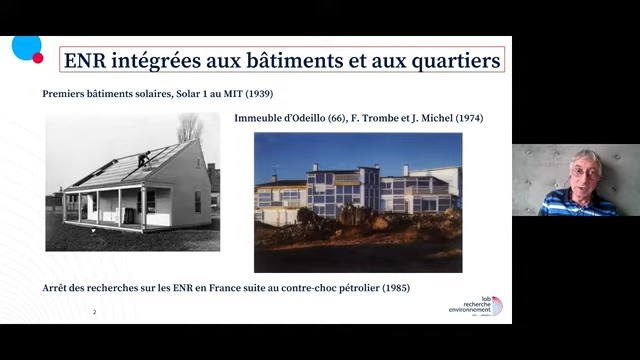 ENR intégrées aux bâtiments et aux quartiers
Premiers bâtiments solaires, Solar 1 au MIT (1939)
Immeuble d’Odeillo (66), F. Trombe et J. Michel (1974)
Arrêt des recherches sur les ENR en France suite au contre-choc pétrolier (1985)
2
lab
recherche
environnement